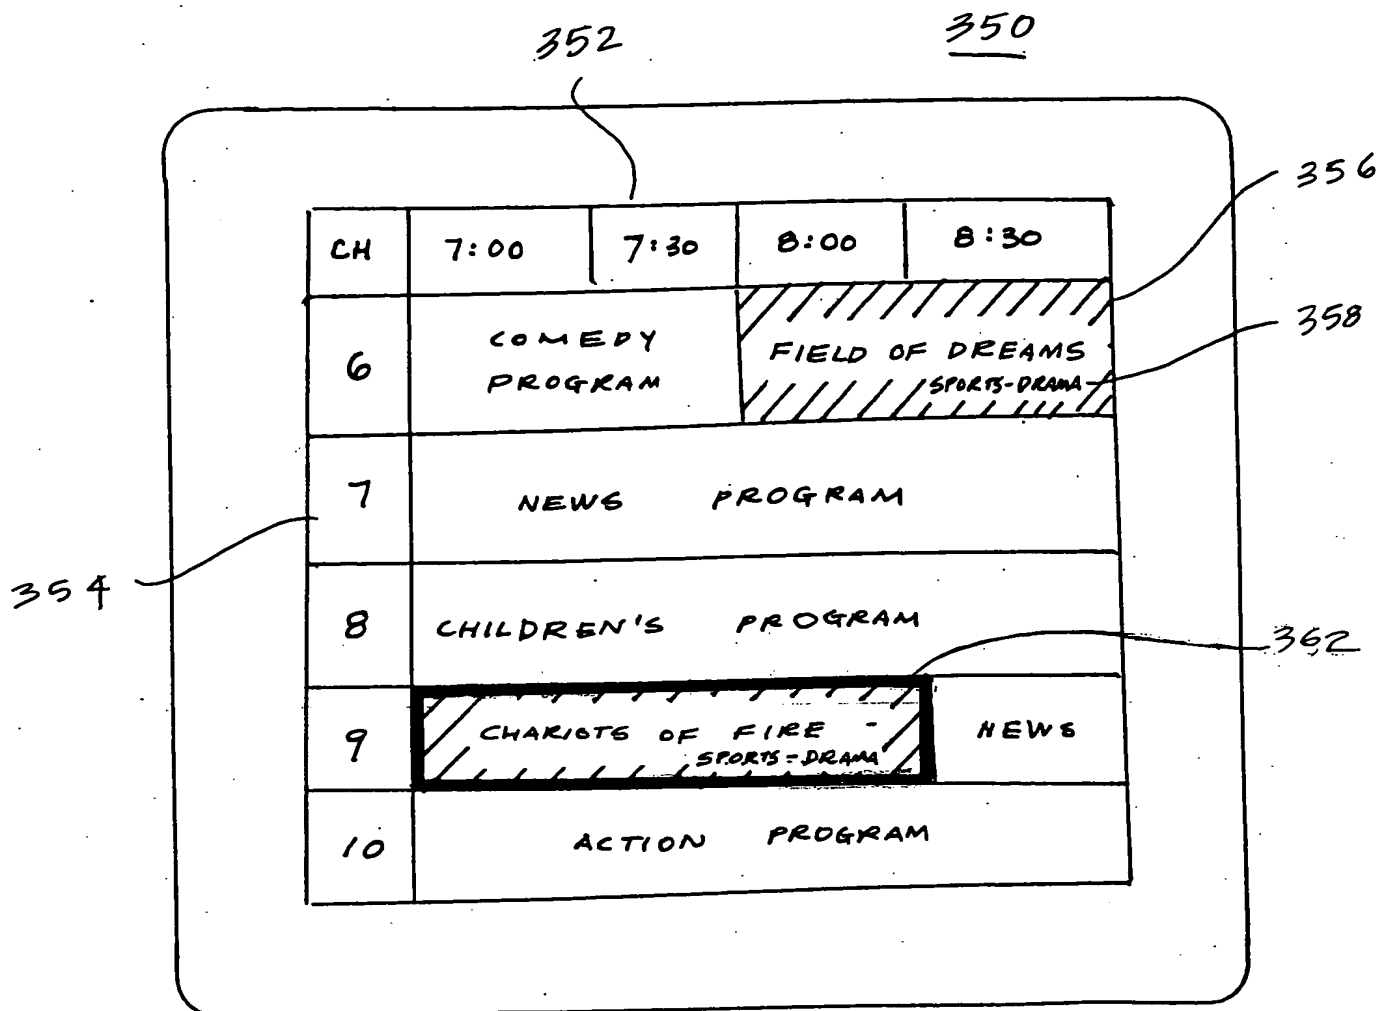 350
352
356
CH 7:00 7:30 8:00 8:30
358
6 COMEDY PROGRAM FIELD OF DREAMS SPORTS-DRAMA
7 NEWS PROGRAM
354
8 CHILDREN'S PROGRAM
362
9 CHARIOTS OF FIRE - SPORTS-DRAMA NEWS
10 ACTION PROGRAM